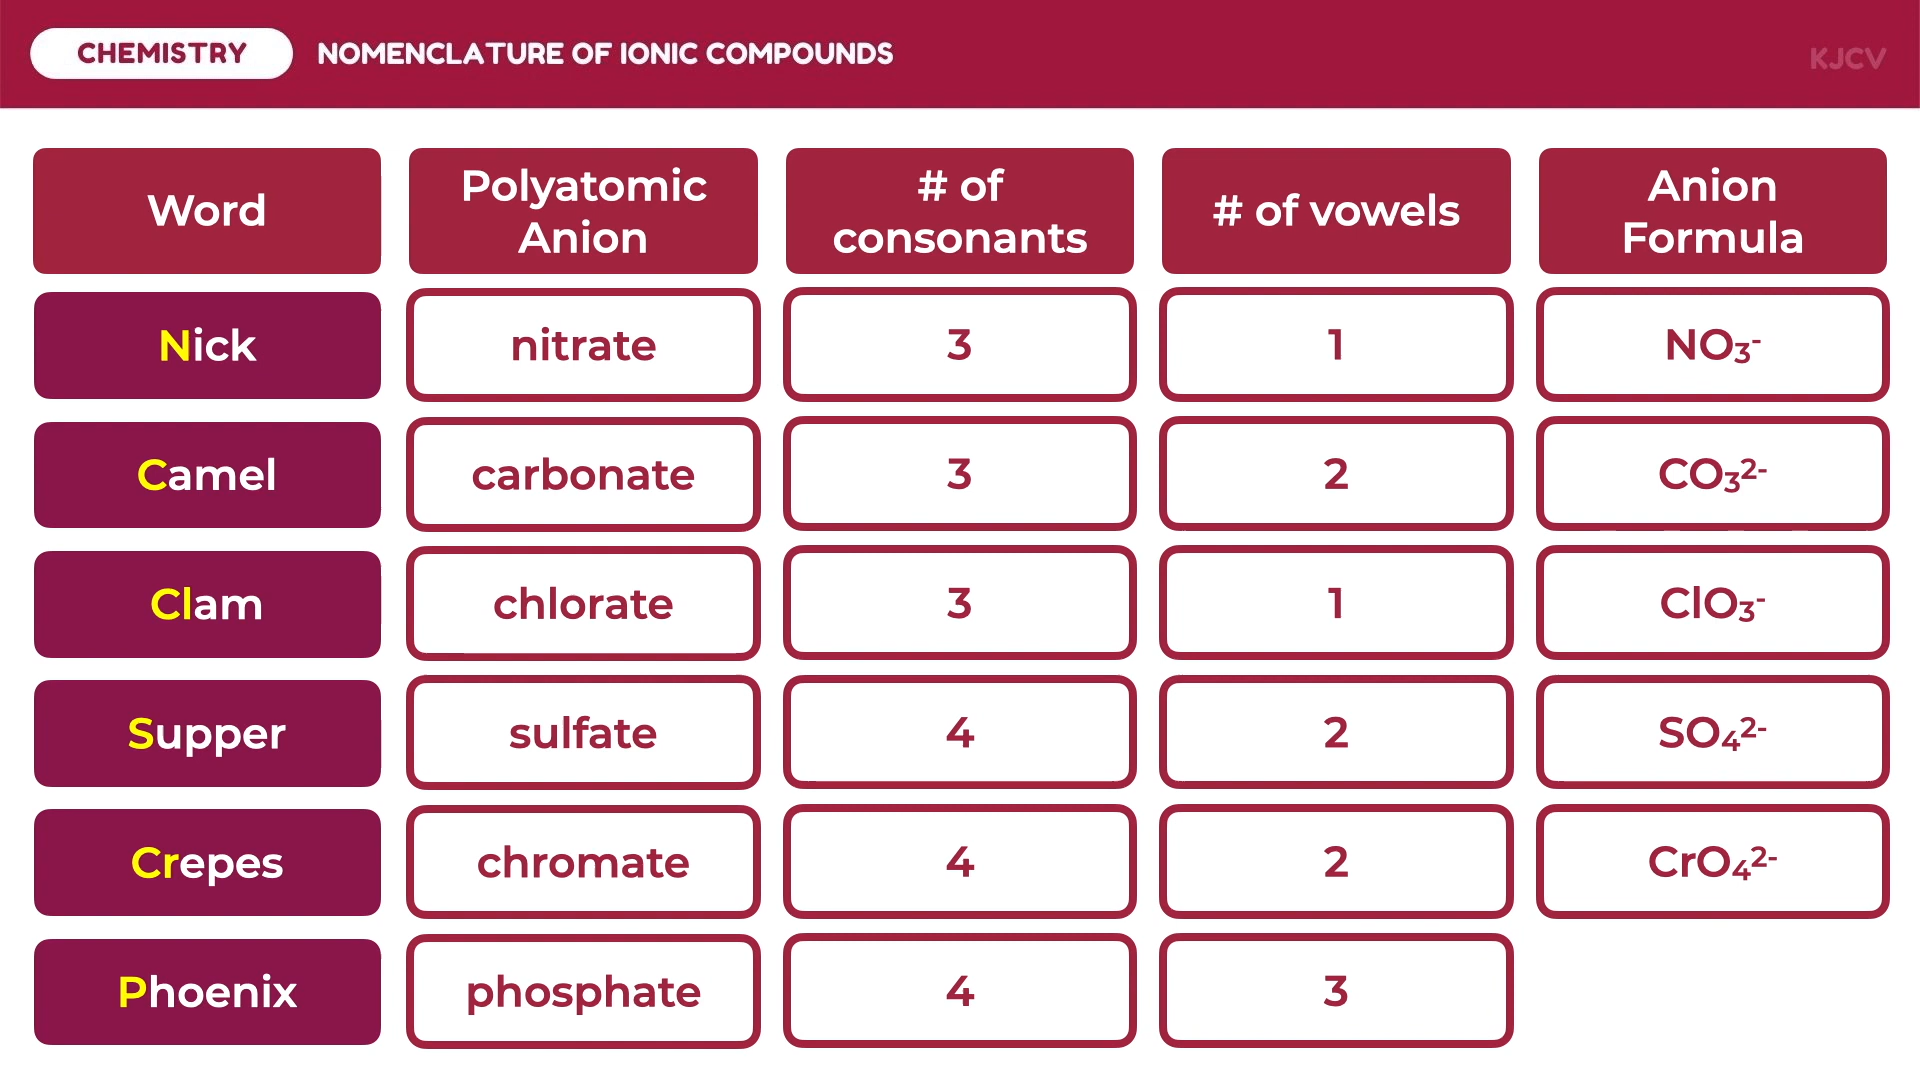 CHEMISTRY
NOMENCLATURE OF IONIC COMPOUNDS
KJCV
Word
Polyatomic
Anion
# of
consonants
# of vowels
Anion
Formula
Nick
nitrate
3
1
NO₃⁻
Camel
carbonate
3
2
CO₃²⁻
Clam
chlorate
3
1
ClO₃⁻
Supper
sulfate
4
2
SO₄²⁻
Crepes
chromate
4
2
CrO₄²⁻
Phoenix
phosphate
4
3